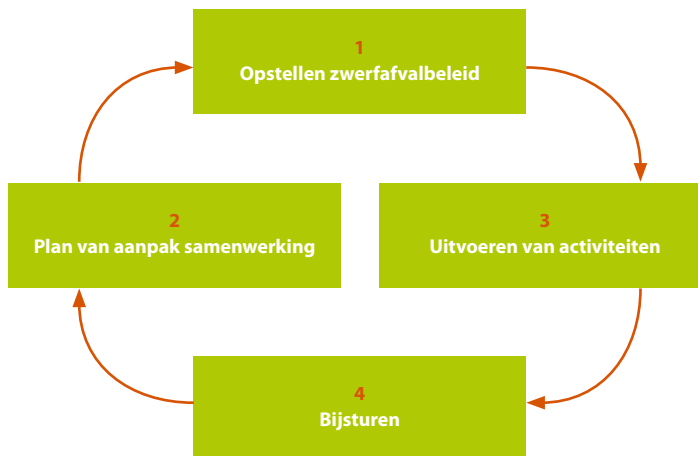 1
Opstellen zwerfafvalbeleid
2
Plan van aanpak samenwerking
3
Uitvoeren van activiteiten
4
Bijsturen